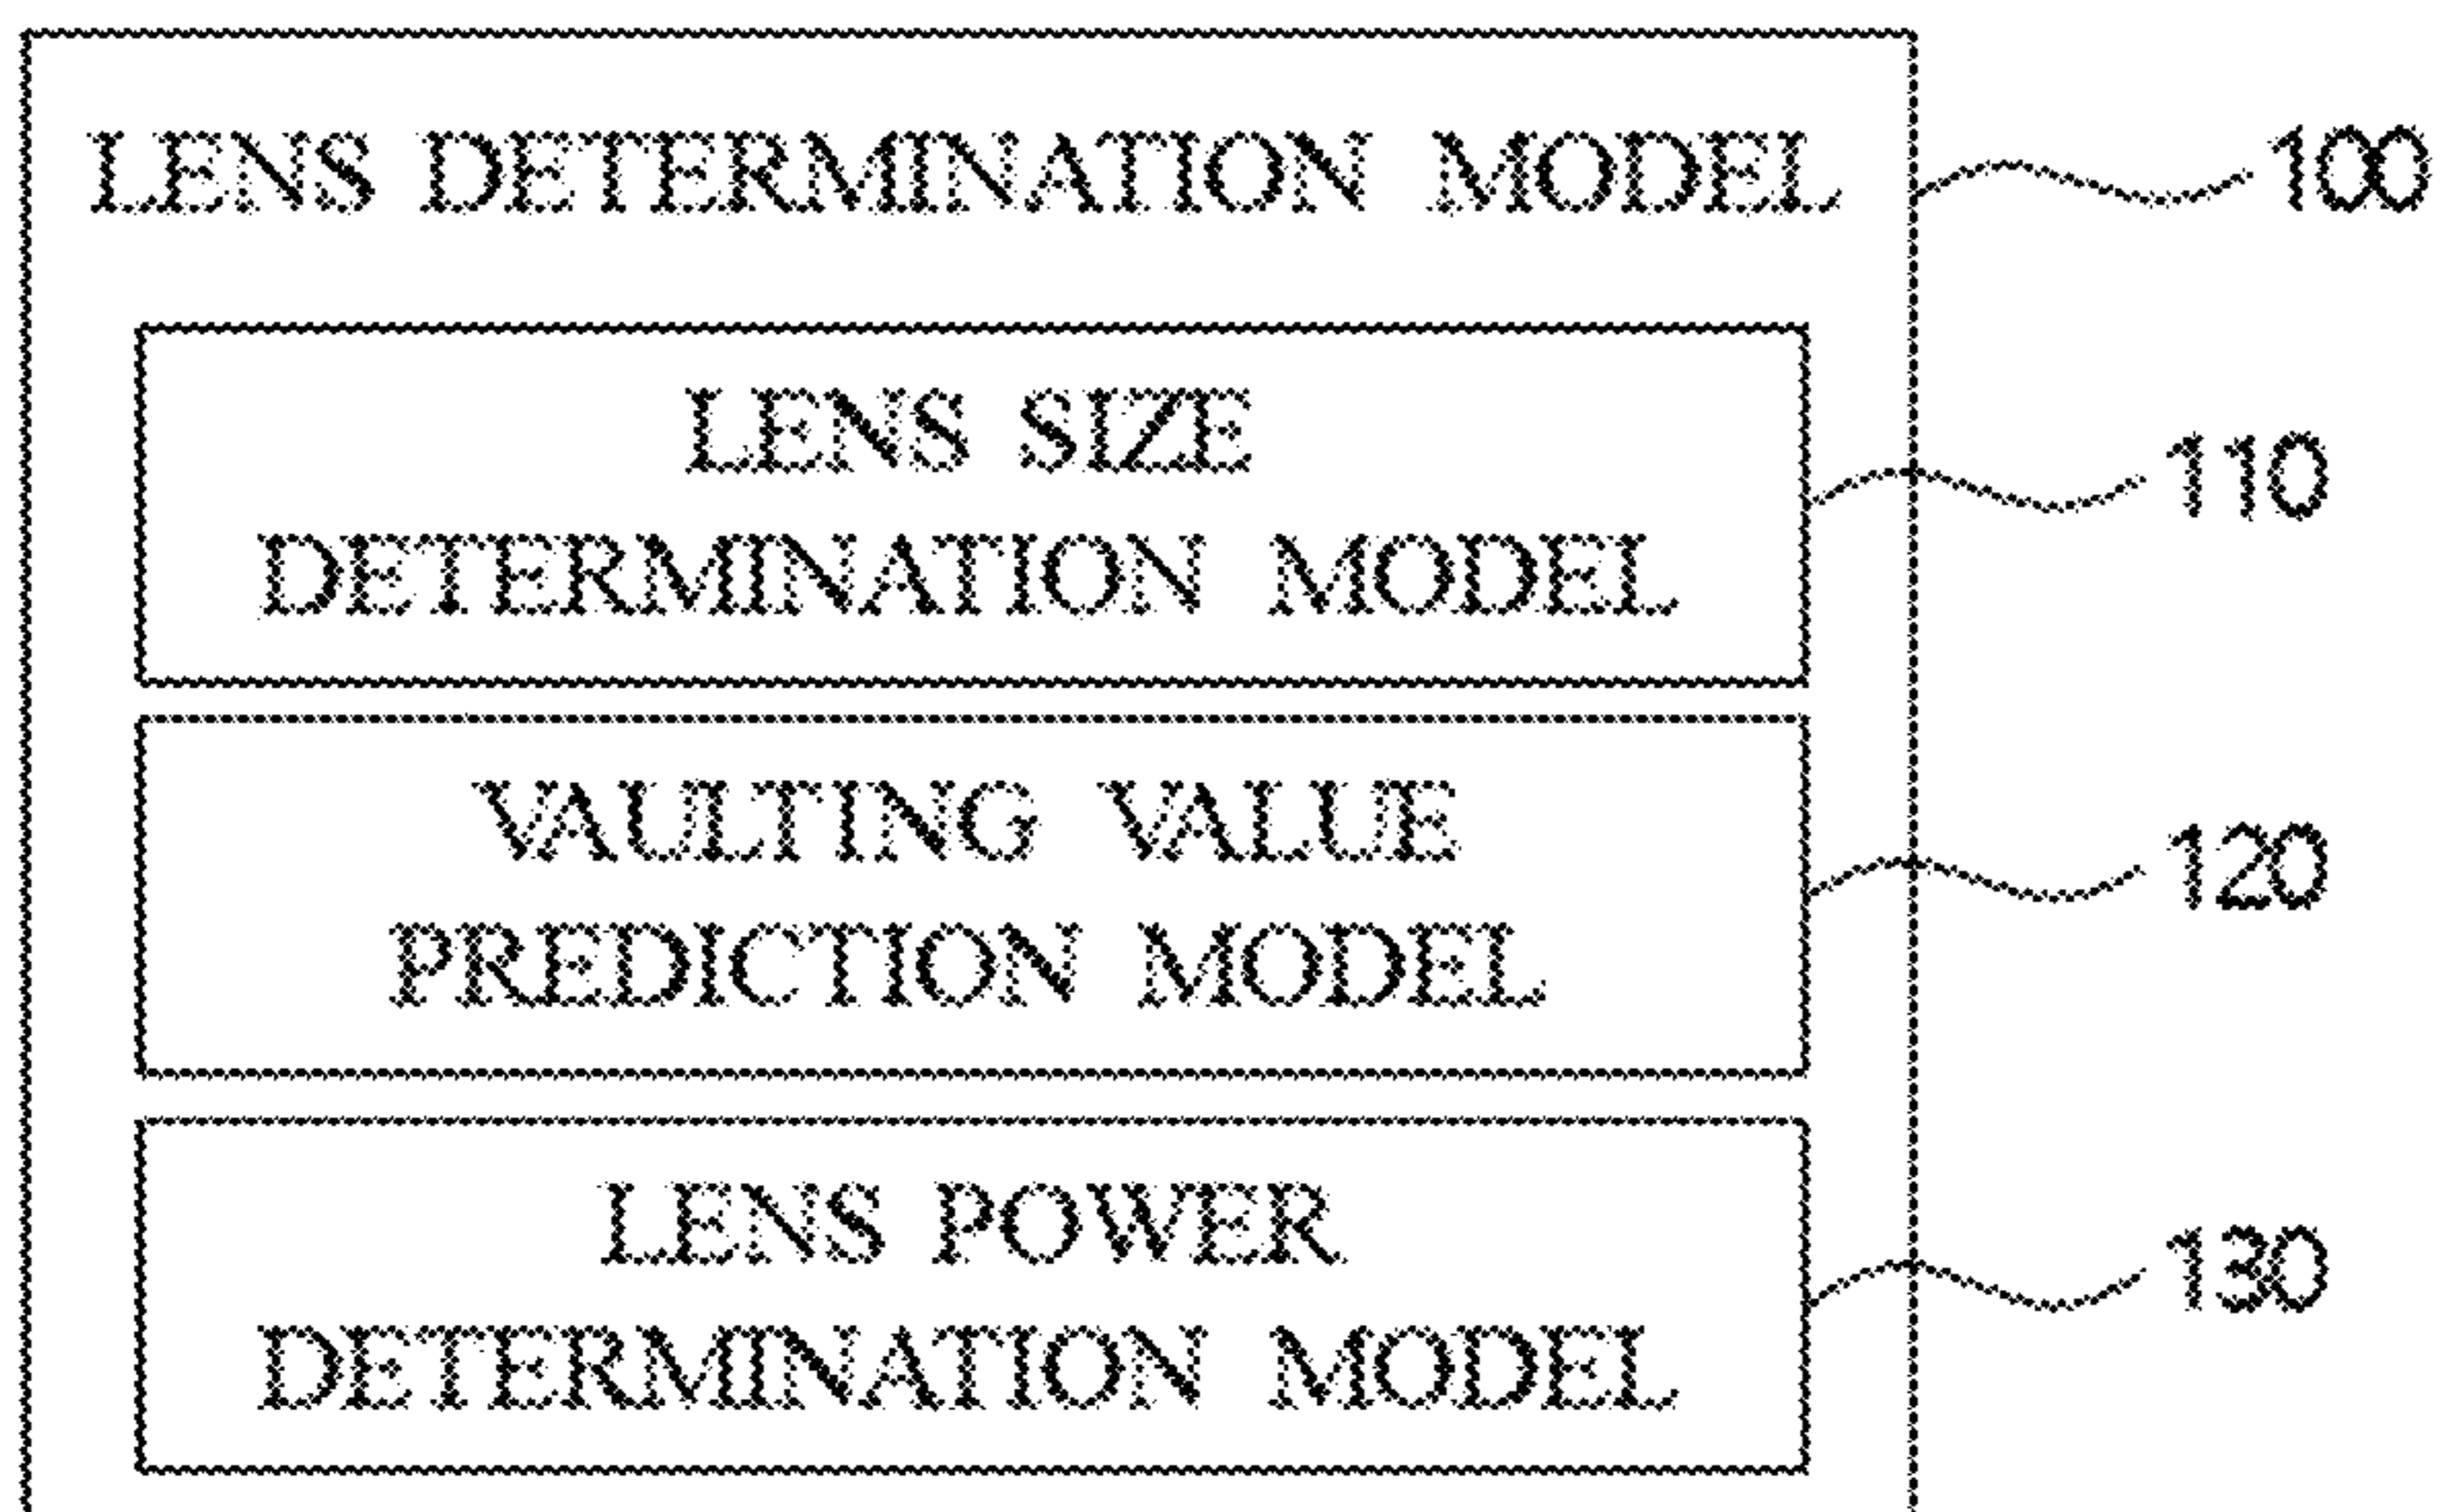 LENS DETERMINATION MODEL 100
LENS SIZE
DETERMINATION MODEL
110
VAULTING VALUE
PREDICTION MODEL
120
LENS POWER
DETERMINATION MODEL
130